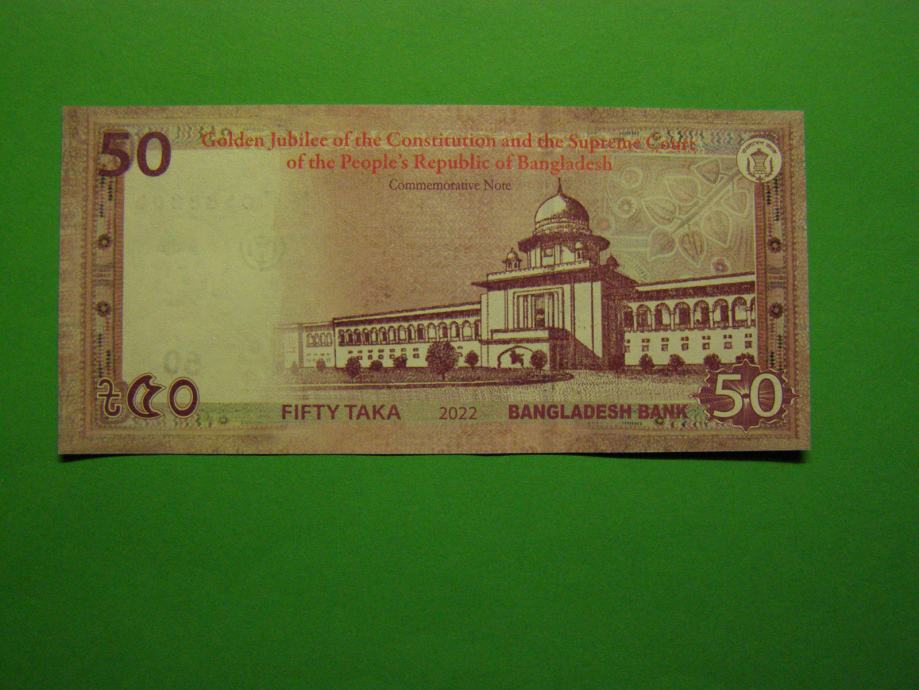 50
Golden Jubilee of the Constitution and the Supreme Court
of the People's Republic of Bangladesh
Commemorative Note
৳৫০
FIFTY TAKA 2022 BANGLADESH BANK
50